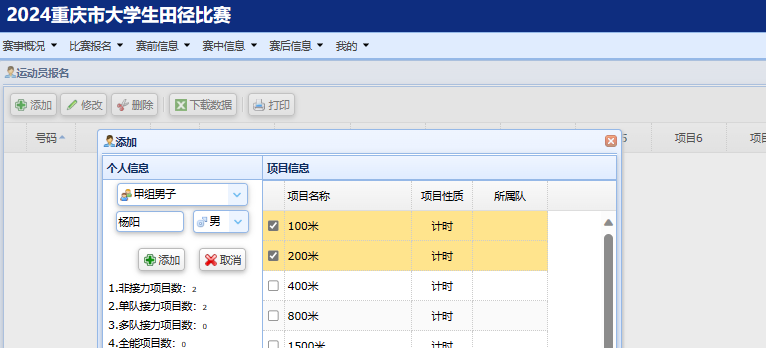 2024重庆市大学生田径比赛
赛事概况 比赛报名 赛前信息 赛中信息 赛后信息 我的
运动员报名
添加 修改 删除 下载数据 打印
号码 5 项目6 项目
添加
个人信息 项目信息
甲组男子 项目名称 项目性质 所属队
杨阳 男 100米 计时
添加 取消 200米 计时
1.非接力项目数：2 400米 计时
2.单队接力项目数：2
3.多队接力项目数：0 800米 计时
4.全能项目数：0 1500米 计时